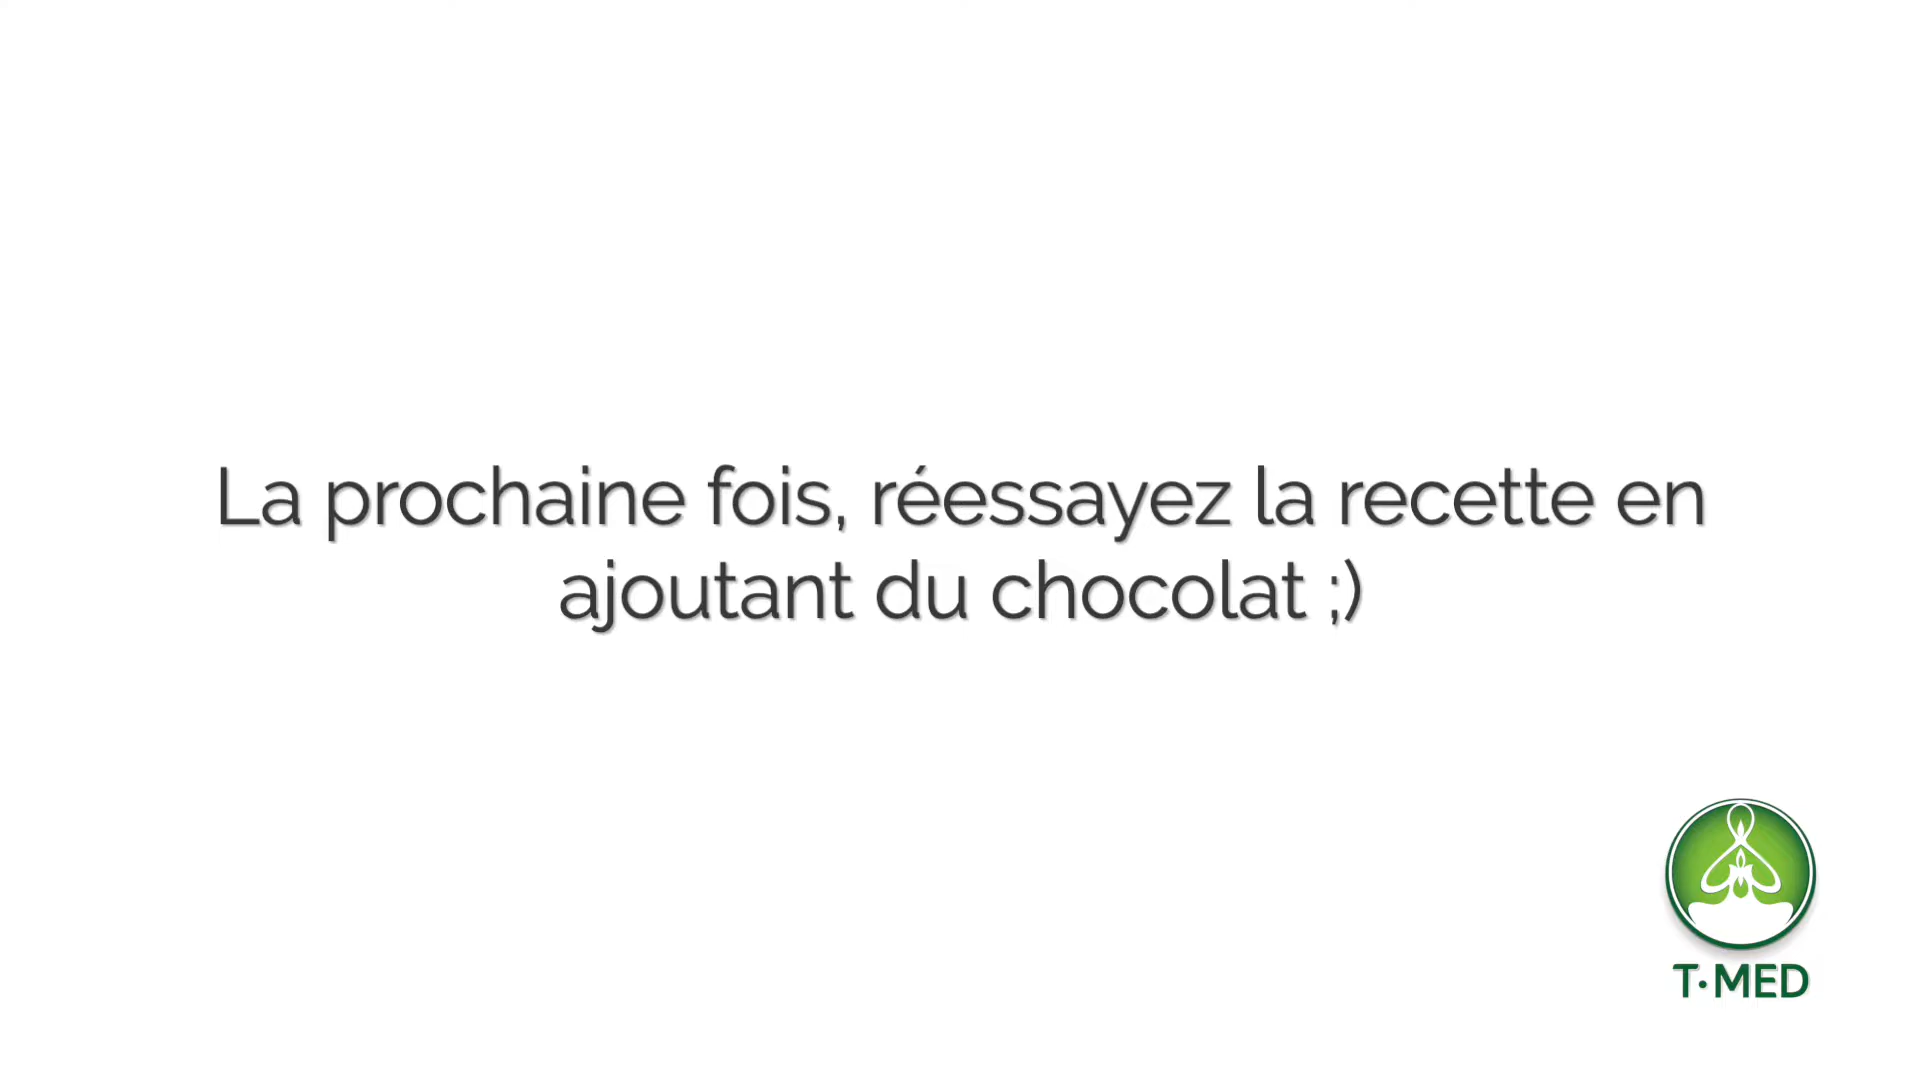 La prochaine fois, réessayez la recette en
ajoutant du chocolat ;)
T•MED